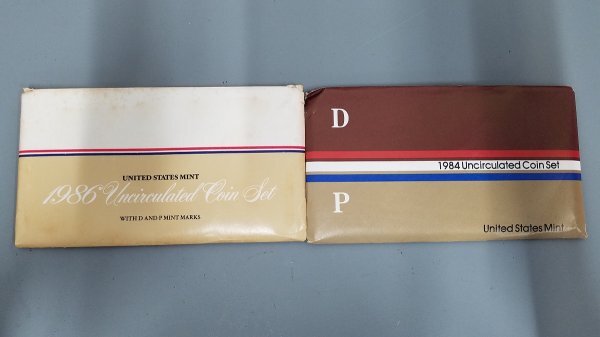 UNITED STATES MINT
1986 Uncirculated Coin Set
WITH D AND P MINT MARKS
D
1984 Uncirculated Coin Set
P
United States Mint